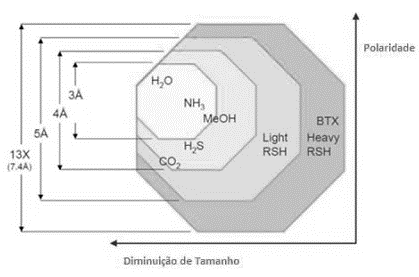 Polaridade
H₂O
NH₃
MeOH
H₂S
CO₂
Light
RSH
BTX
Heavy
RSH
3Å
4Å
5Å
13X
(7.4Å)
Diminuição de Tamanho